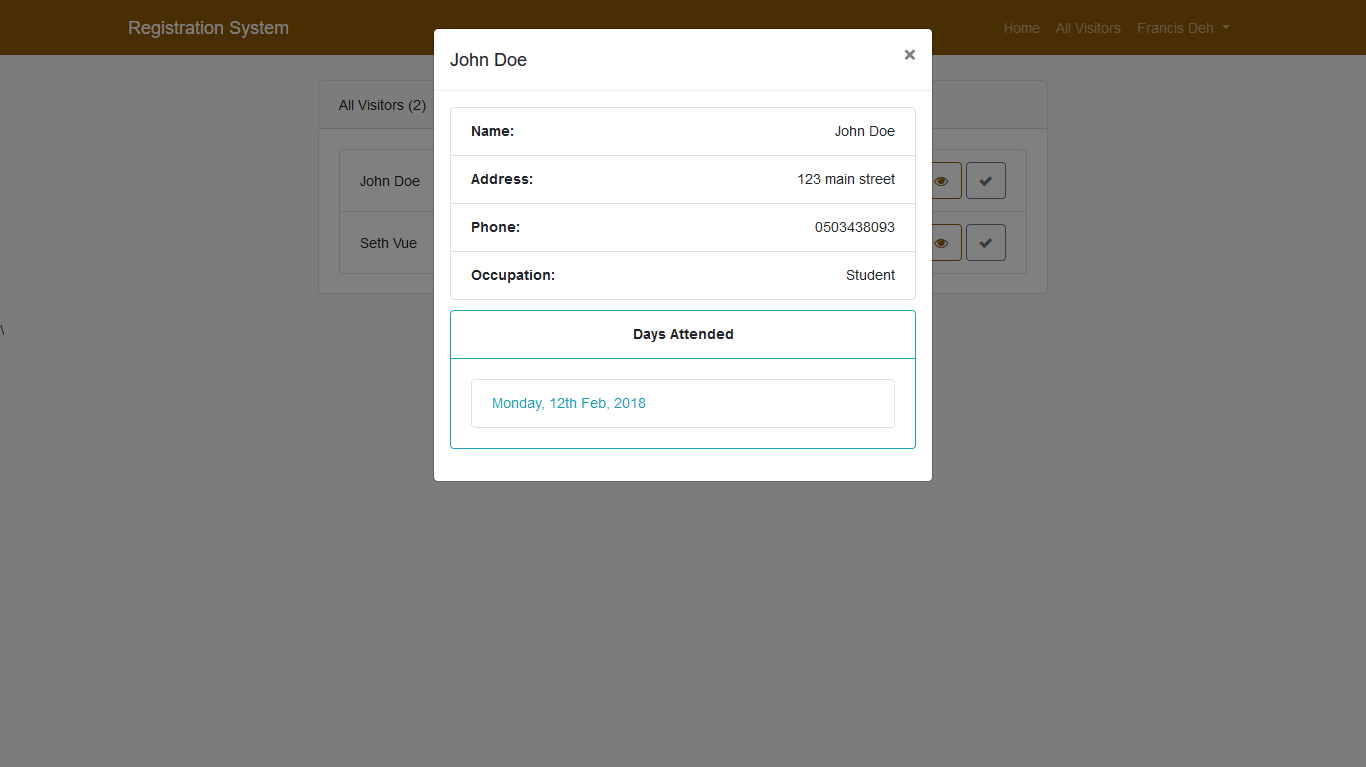 Registration System
Home All Visitors Francis Deh
John Doe ×
All Visitors (2)
Name: John Doe
Address: 123 main street
Phone: 0503438093
Occupation: Student
Days Attended
Monday, 12th Feb, 2018
John Doe
Seth Vue
\